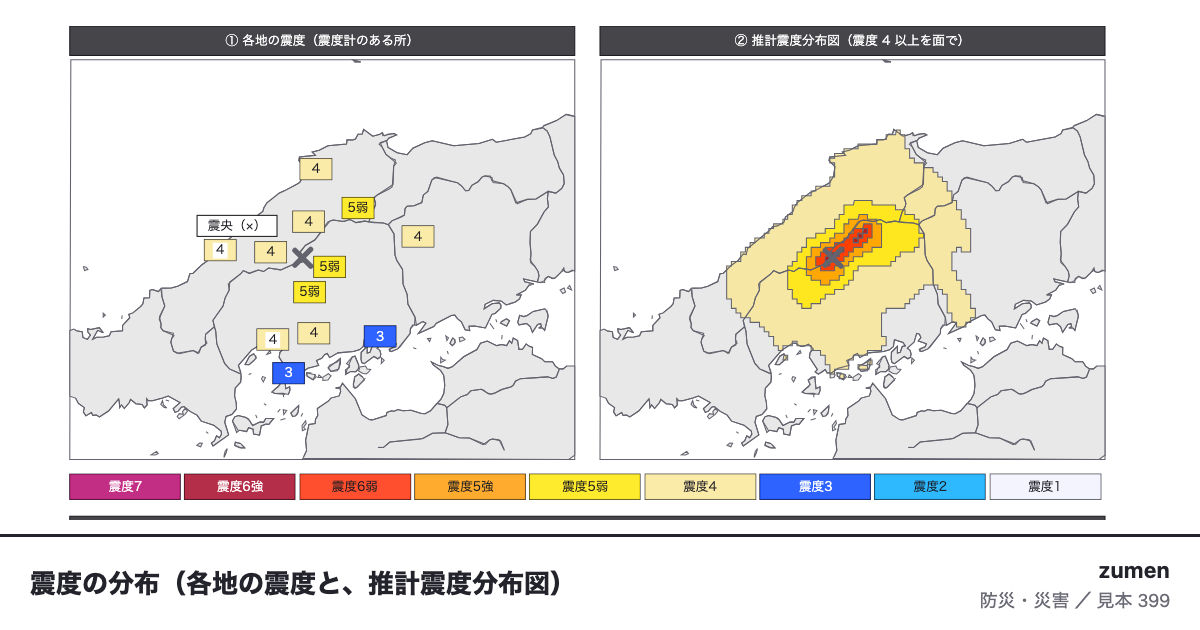 ① 各地の震度（震度計のある所）
② 推計震度分布図（震度 4 以上を面で）
4
5弱
4
震央（×）
4
4
4
5弱
5弱
4
4
3
3
震度7
震度6強
震度6弱
震度5強
震度5弱
震度4
震度3
震度2
震度1
震度の分布（各地の震度と、推計震度分布図）
zumen
防災・災害 ／ 見本 399